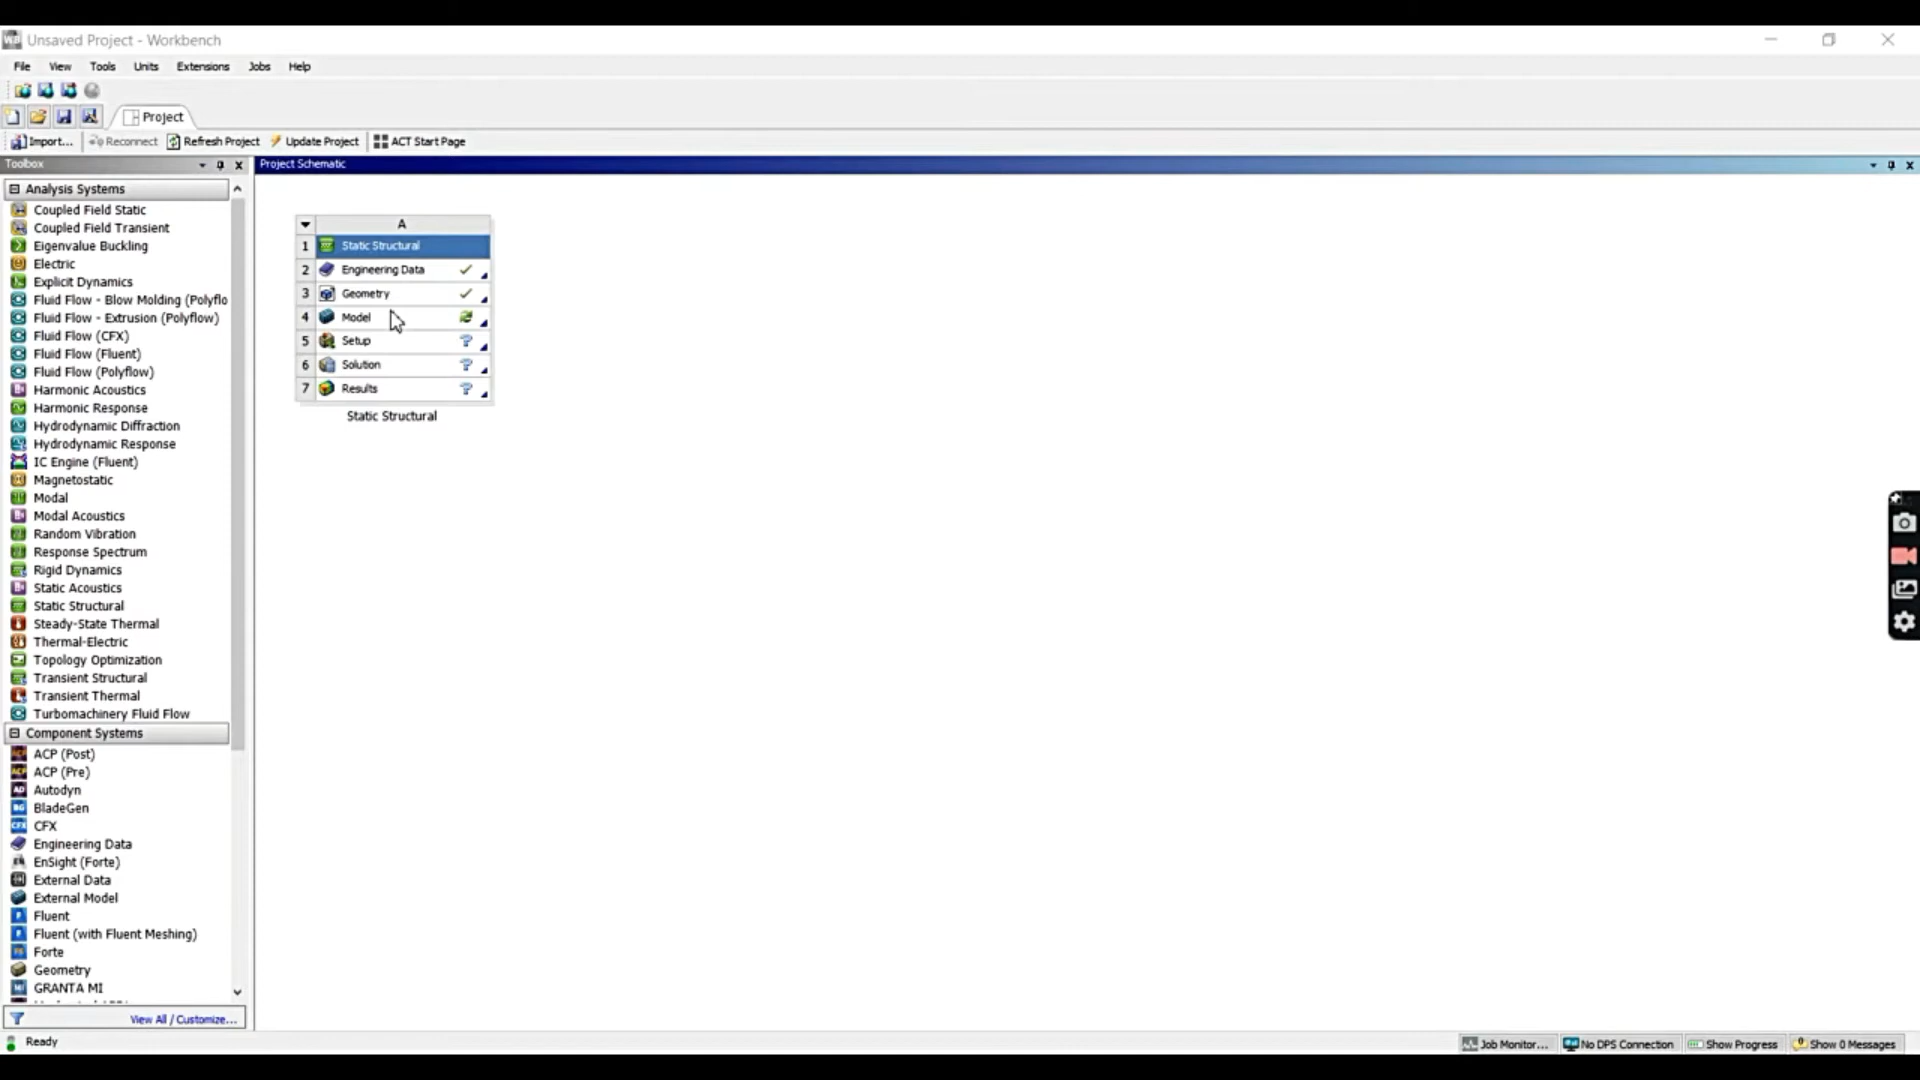 Unsaved Project - Workbench
File View Tools Units Extensions Jobs Help
Project
Import... Reconnect Refresh Project Update Project ACT Start Page
Toolbox
Project Schematic
Analysis Systems
Coupled Field Static
Coupled Field Transient
Eigenvalue Buckling
Electric
Explicit Dynamics
Fluid Flow - Blow Molding (Polyflo
Fluid Flow - Extrusion (Polyflow)
Fluid Flow (CFX)
Fluid Flow (Fluent)
Fluid Flow (Polyflow)
Harmonic Acoustics
Harmonic Response
Hydrodynamic Diffraction
Hydrodynamic Response
IC Engine (Fluent)
Magnetostatic
Modal
Modal Acoustics
Random Vibration
Response Spectrum
Rigid Dynamics
Static Acoustics
Static Structural
Steady-State Thermal
Thermal-Electric
Topology Optimization
Transient Structural
Transient Thermal
Turbomachinery Fluid Flow
Component Systems
ACP (Post)
ACP (Pre)
Autodyn
BladeGen
CFX
Engineering Data
EnSight (Forte)
External Data
External Model
Fluent
Fluent (with Fluent Meshing)
Forte
Geometry
GRANTA MI
View All / Customize...
A
1 Static Structural
2 Engineering Data
3 Geometry
4 Model
5 Setup
6 Solution
7 Results
Static Structural
Ready
Job Monitor... No DPS Connection Show Progress Show 0 Messages